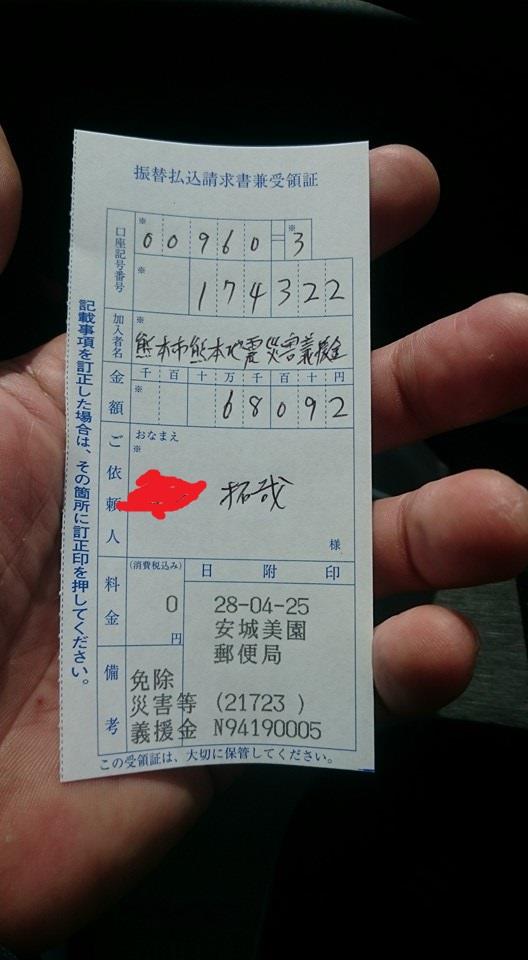 振替払込請求書兼受領証
口座記号番号
※
00960
※
3
※
174322
加入者名
※
熊本市熊本地震災害義援金
金額
千百十万千百十円
※
68092
ご依頼人
おなまえ
※
拓哉
様
料金
(消費税込み)
0
円
日附印
28-04-25
安城美園
郵便局
備考
免除
災害等 (21723 )
義援金 N94190005
この受領証は、大切に保管してください。
記載事項を訂正した場合は、その箇所に訂正印を押してください。